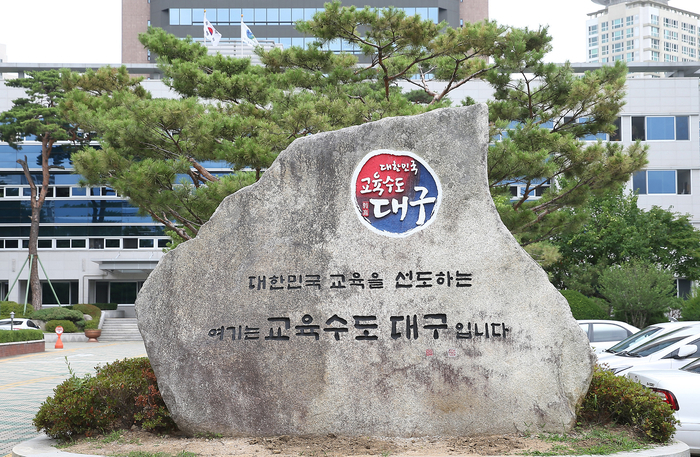 대한민국
교육수도
대구
대한민국 교육을 선도하는
여기는 교육수도 대구입니다